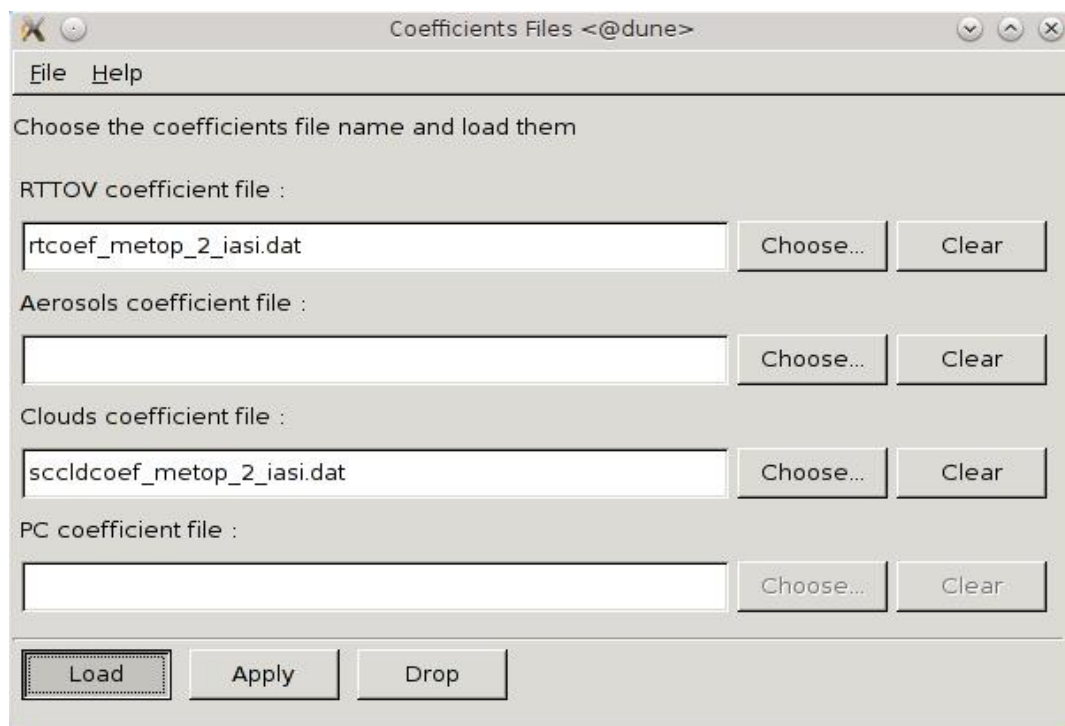 Coefficients Files <@dune>
File Help
Choose the coefficients file name and load them
RTTOV coefficient file :
rtcoef_metop_2_iasi.dat Choose... Clear
Aerosols coefficient file :
Choose... Clear
Clouds coefficient file :
sccldcoef_metop_2_iasi.dat Choose... Clear
PC coefficient file :
Choose... Clear
Load Apply Drop